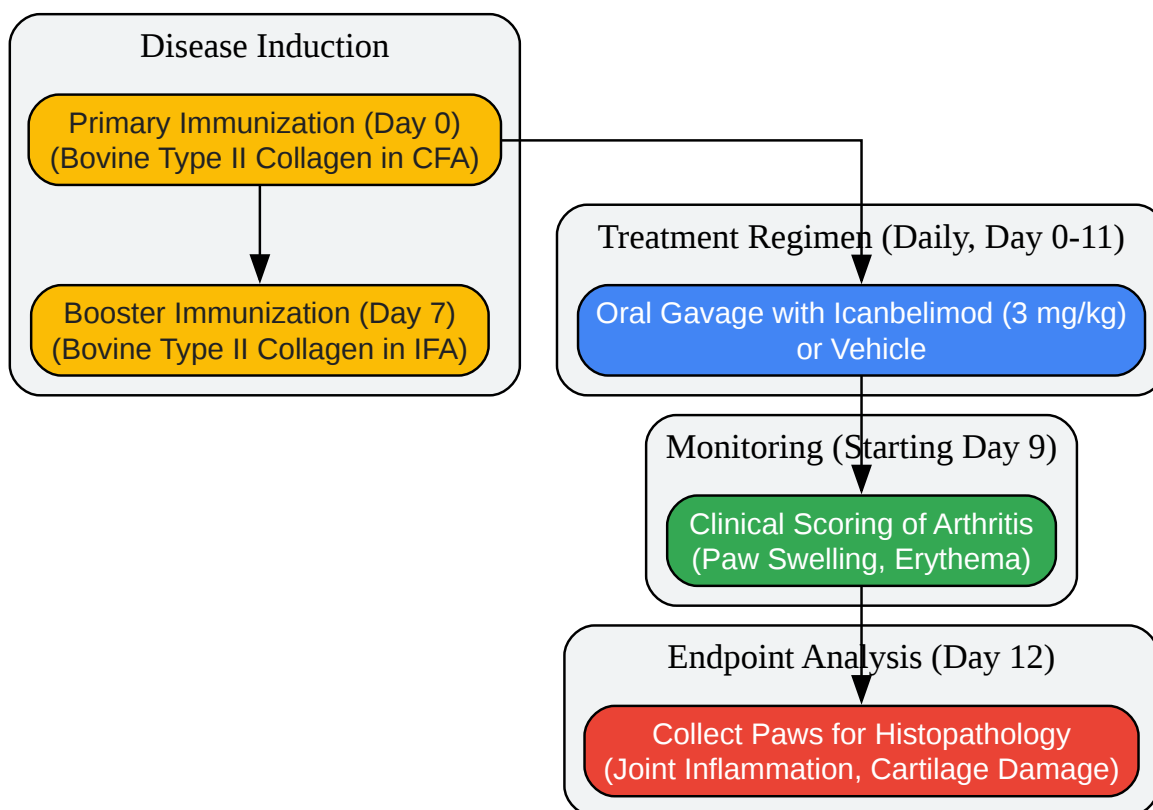 Disease Induction
Primary Immunization (Day 0)
(Bovine Type II Collagen in CFA)
Booster Immunization (Day 7)
(Bovine Type II Collagen in IFA)
Treatment Regimen (Daily, Day 0-11)
Oral Gavage with Icanbelimod (3 mg/kg)
or Vehicle
Monitoring (Starting Day 9)
Clinical Scoring of Arthritis
(Paw Swelling, Erythema)
Endpoint Analysis (Day 12)
Collect Paws for Histopathology
(Joint Inflammation, Cartilage Damage)